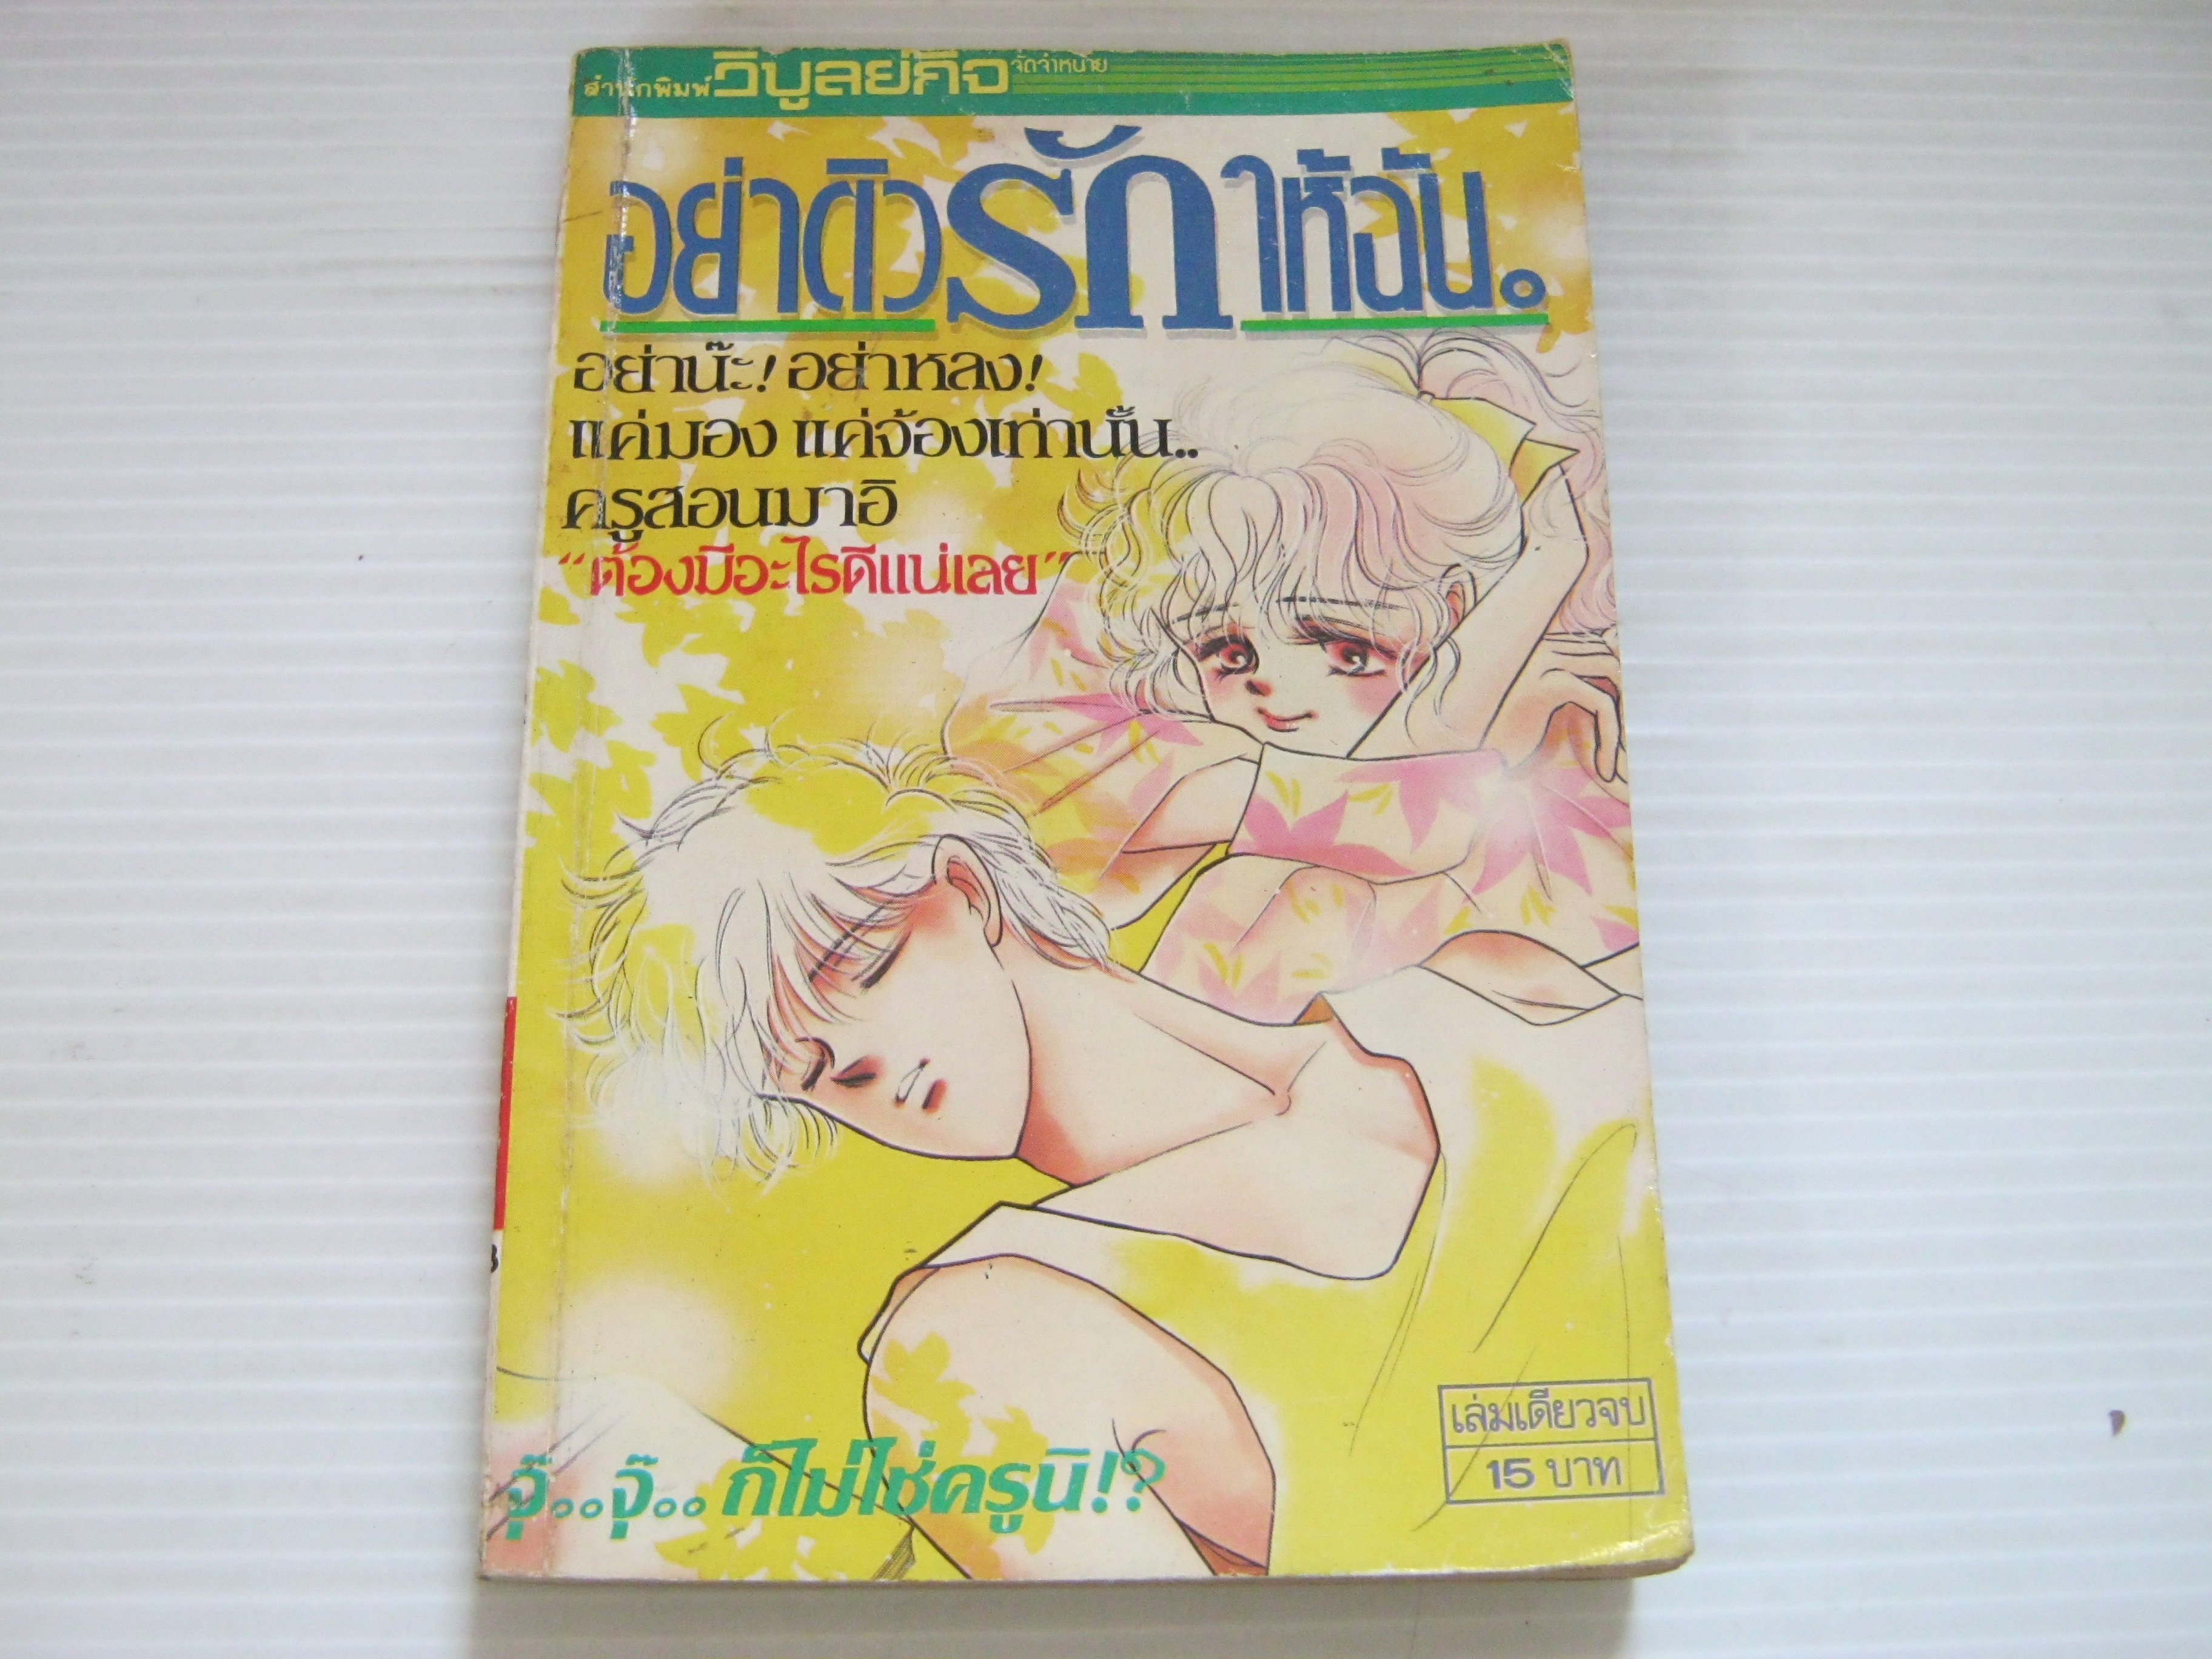 สำนักพิมพ์วิบูลย์กิจจัดจำหน่าย
อย่าติวรักให้ฉัน.
อย่าน๊ะ! อย่าหลง!
แค่มอง แค่จ้องเท่านั้น..
ครูสอนมาอิ
"ต้องมีอะไรดีแน่เลย"
จุ๊..จุ๊.. ก็ไม่ใช่ครูนิ!?
เล่มเดียวจบ
15 บาท